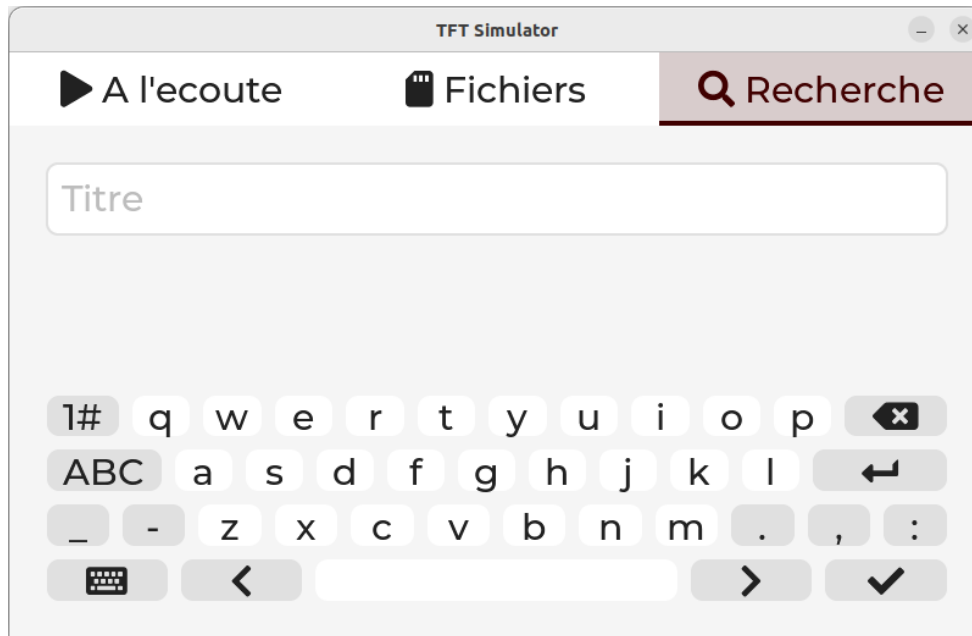 TFT Simulator
A l'ecoute Fichiers Recherche
Titre
1# q w e r t y u i o p
ABC a s d f g h j k l
_ - z x c v b n m . , :